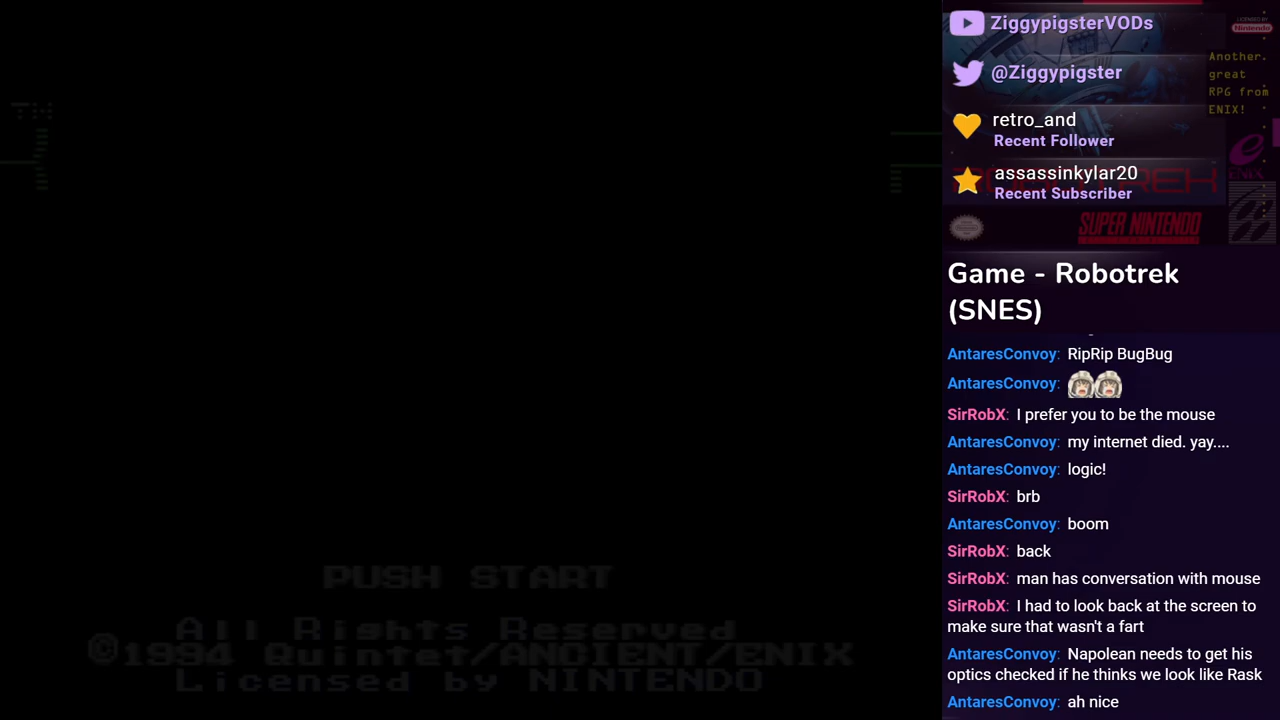 ZiggypigsterVODs
@Ziggypigster
retro_and
Recent Follower
assassinkylar20
Recent Subscriber
LICENSED BY
Nintendo
Another
great
RPG from
ENIX!
SUPER NINTENDO
Game - Robotrek
(SNES)
AntaresConvoy: RipRip BugBug
AntaresConvoy:
SirRobX: I prefer you to be the mouse
AntaresConvoy: my internet died. yay....
AntaresConvoy: logic!
SirRobX: brb
AntaresConvoy: boom
SirRobX: back
SirRobX: man has conversation with mouse
SirRobX: I had to look back at the screen to
make sure that wasn't a fart
AntaresConvoy: Napolean needs to get his
optics checked if he thinks we look like Rask
AntaresConvoy: ah nice
PUSH START
All Rights Reserved
©1994 Quintet/ANCIENT/ENIX
Licensed by NINTENDO